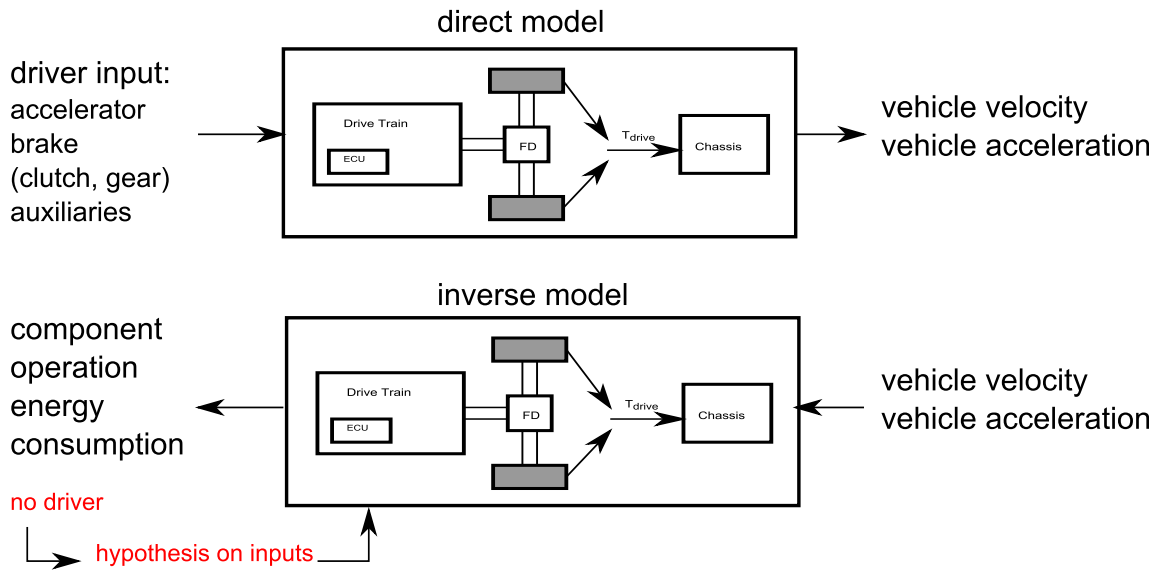 direct model
driver input:
accelerator
brake
(clutch, gear)
auxiliaries
Drive Train
ECU
FD
Tdrive
Chassis
vehicle velocity
vehicle acceleration
inverse model
component
operation
energy
consumption
Drive Train
ECU
FD
Tdrive
Chassis
vehicle velocity
vehicle acceleration
no driver
hypothesis on inputs